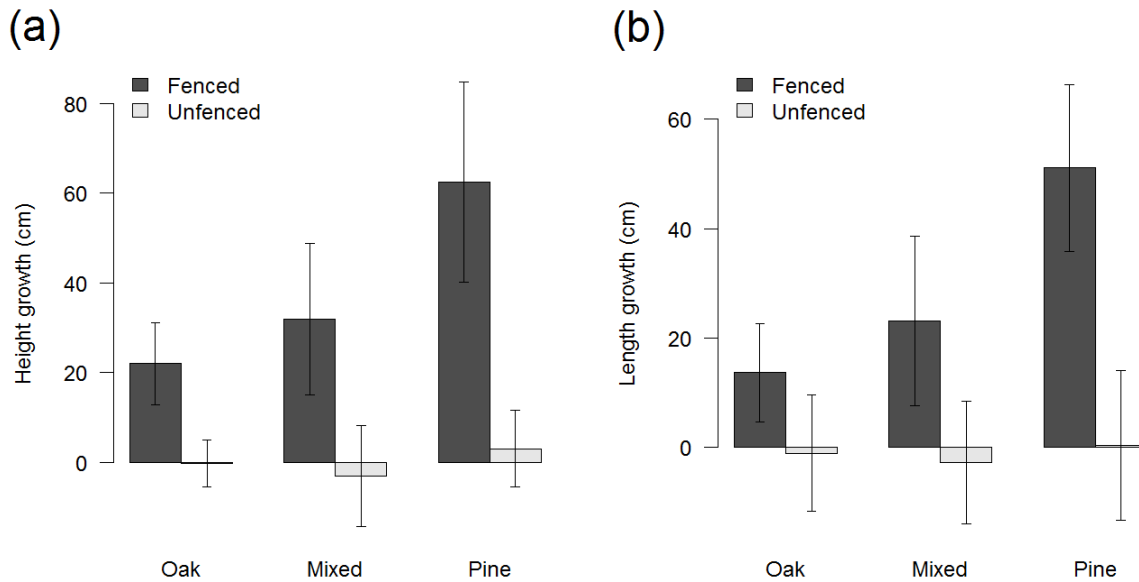 (a)
Fenced
Unfenced
Height growth (cm)
80
60
40
20
0
Oak Mixed Pine
(b)
Fenced
Unfenced
Length growth (cm)
60
40
20
0
Oak Mixed Pine